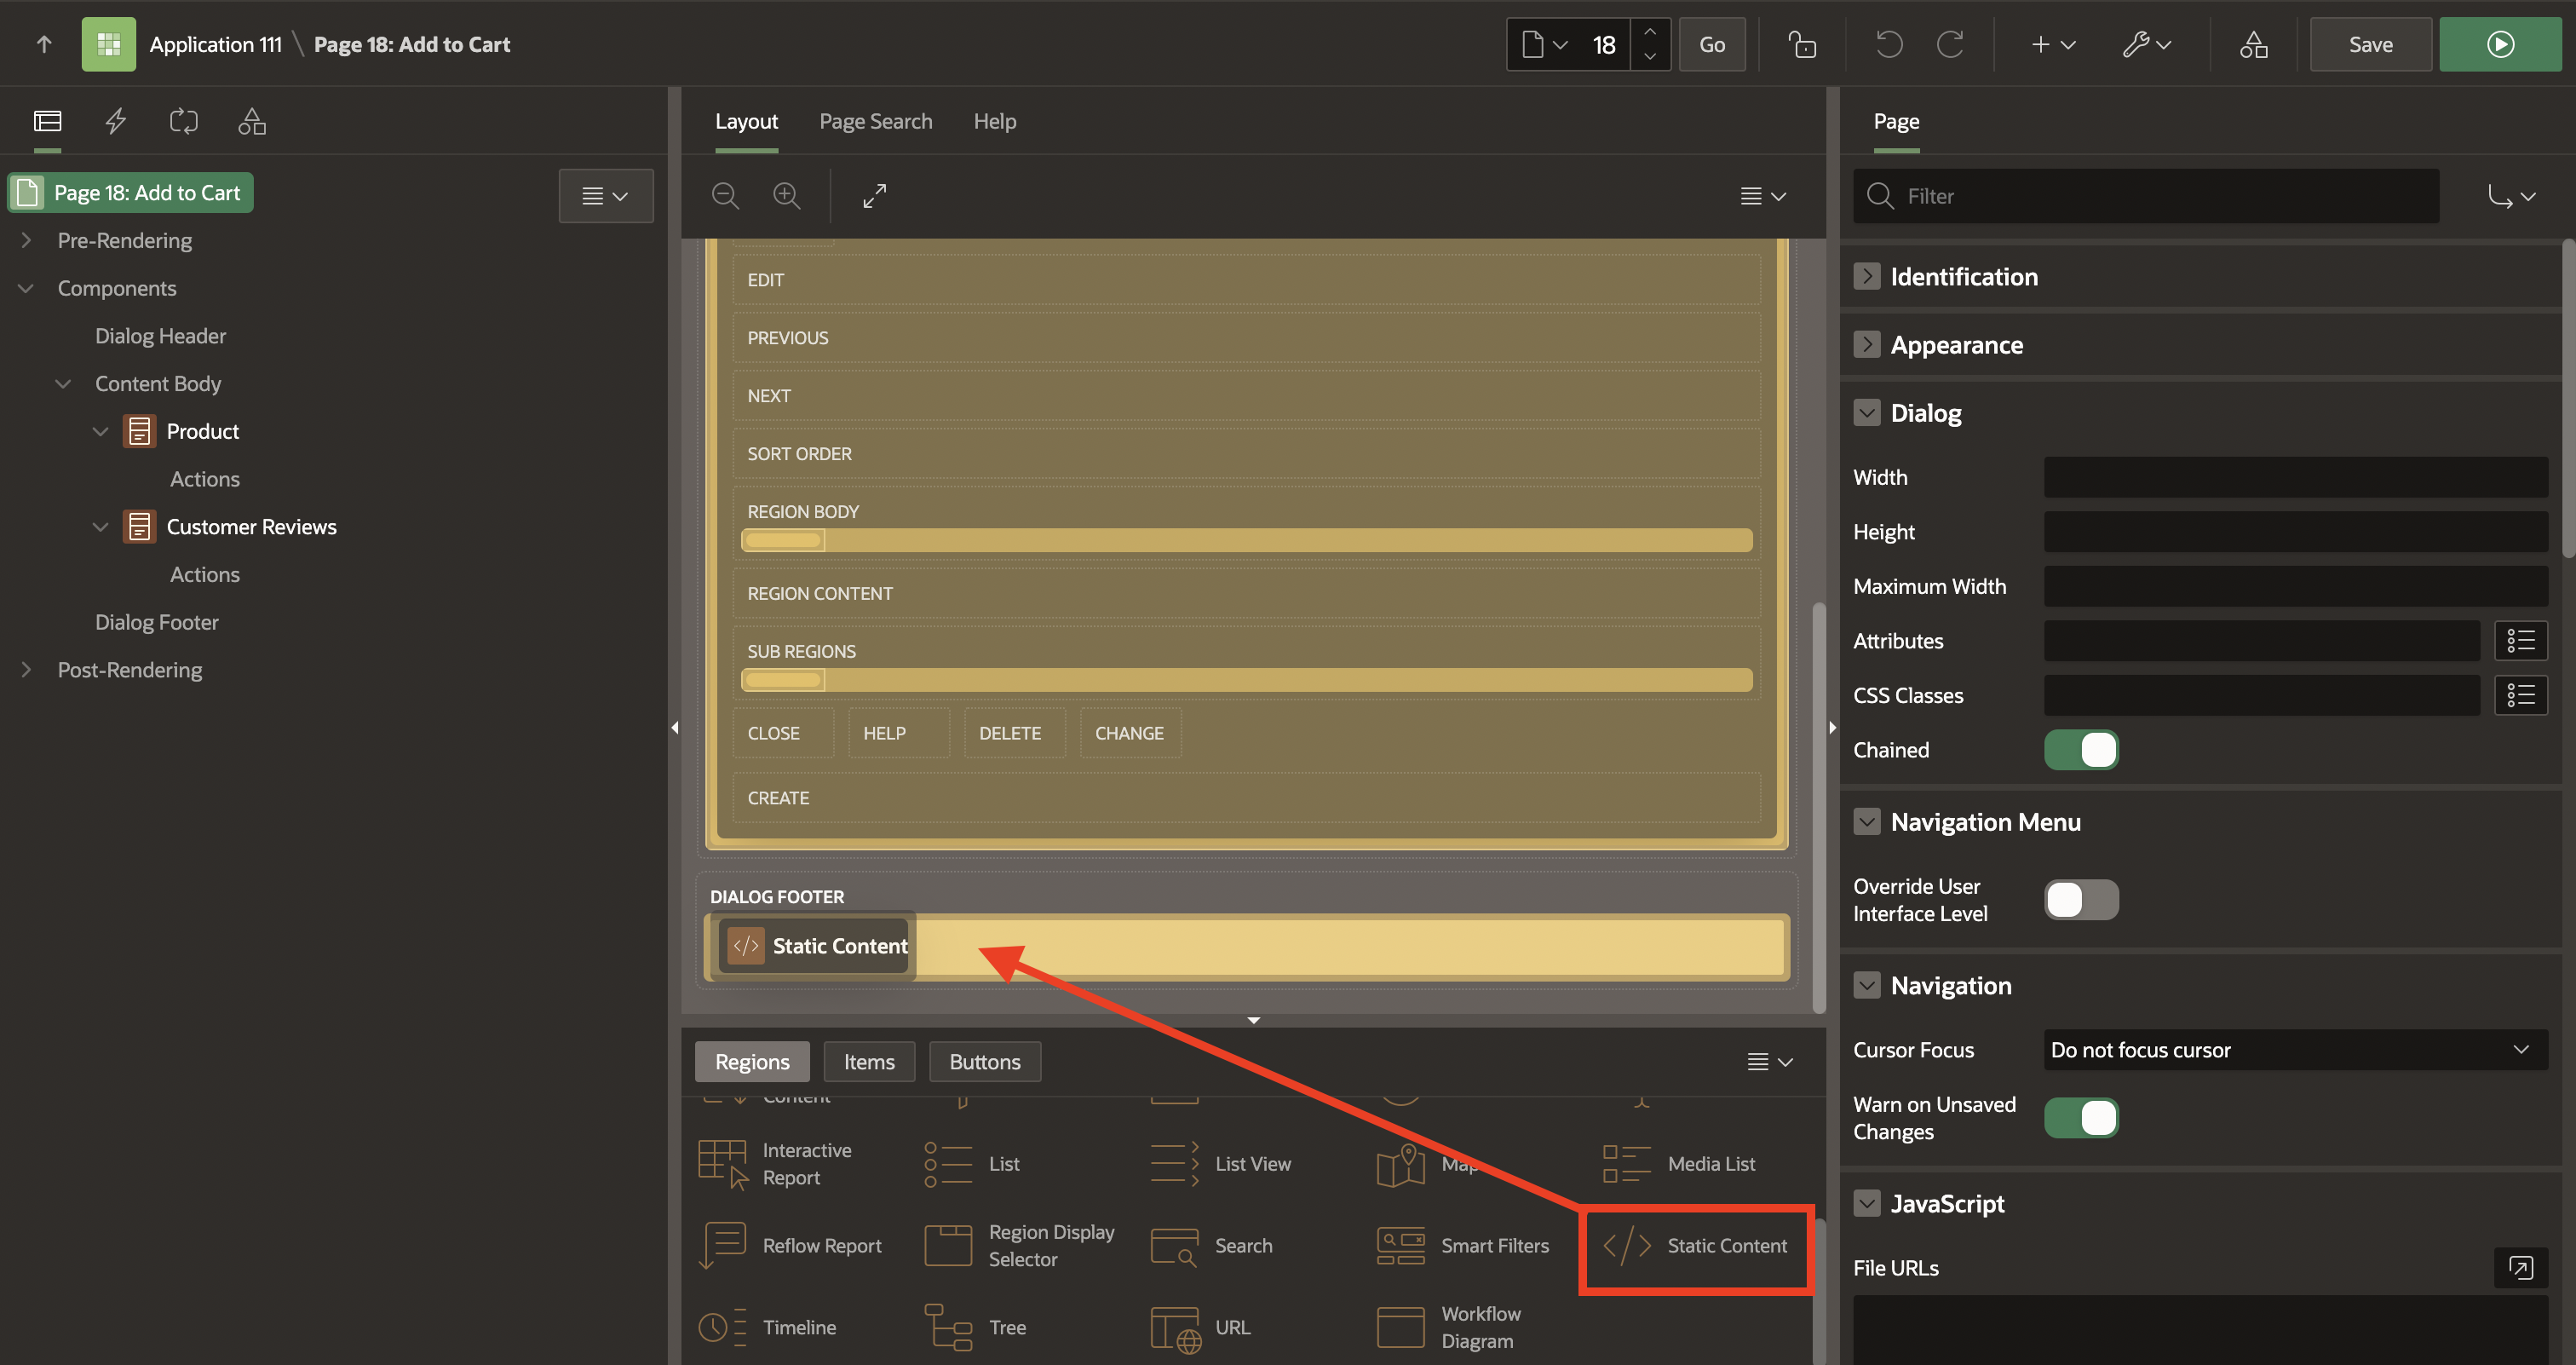 Application 111 \ Page 18: Add to Cart
18
Go
Save
Page 18: Add to Cart
Pre-Rendering
Components
Dialog Header
Content Body
Product
Actions
Customer Reviews
Actions
Dialog Footer
Post-Rendering
Layout
Page Search
Help
EDIT
PREVIOUS
NEXT
SORT ORDER
REGION BODY
REGION CONTENT
SUB REGIONS
CLOSE
HELP
DELETE
CHANGE
CREATE
DIALOG FOOTER
</> Static Content
Regions
Items
Buttons
Content
Interactive
Report
List
List View
Map
Media List
Reflow Report
Region Display
Selector
Search
Smart Filters
</> Static Content
Timeline
Tree
URL
Workflow
Diagram
Page
Filter
Identification
Appearance
Dialog
Width
Height
Maximum Width
Attributes
CSS Classes
Chained
Navigation Menu
Override User
Interface Level
Navigation
Cursor Focus
Do not focus cursor
Warn on Unsaved
Changes
JavaScript
File URLs